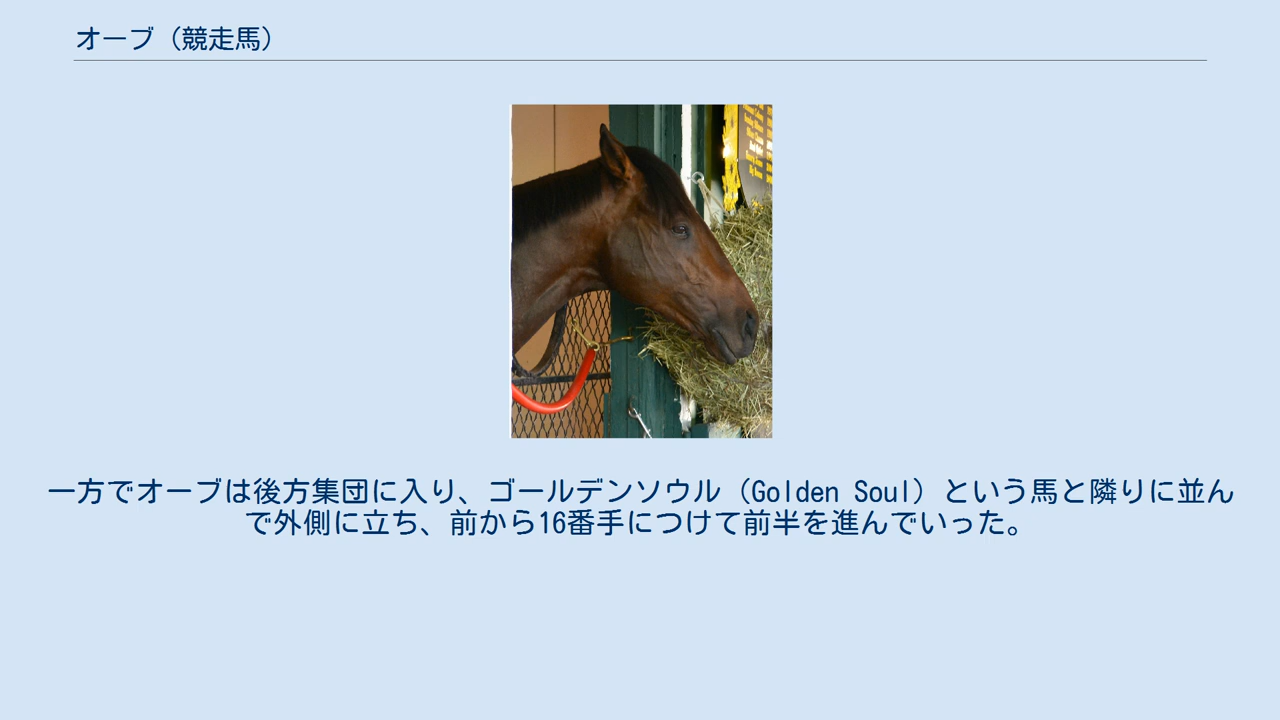 オーブ（競走馬）
一方でオーブは後方集団に入り、ゴールデンソウル（Golden Soul）という馬と隣りに並ん
で外側に立ち、前から16番手につけて前半を進んでいった。